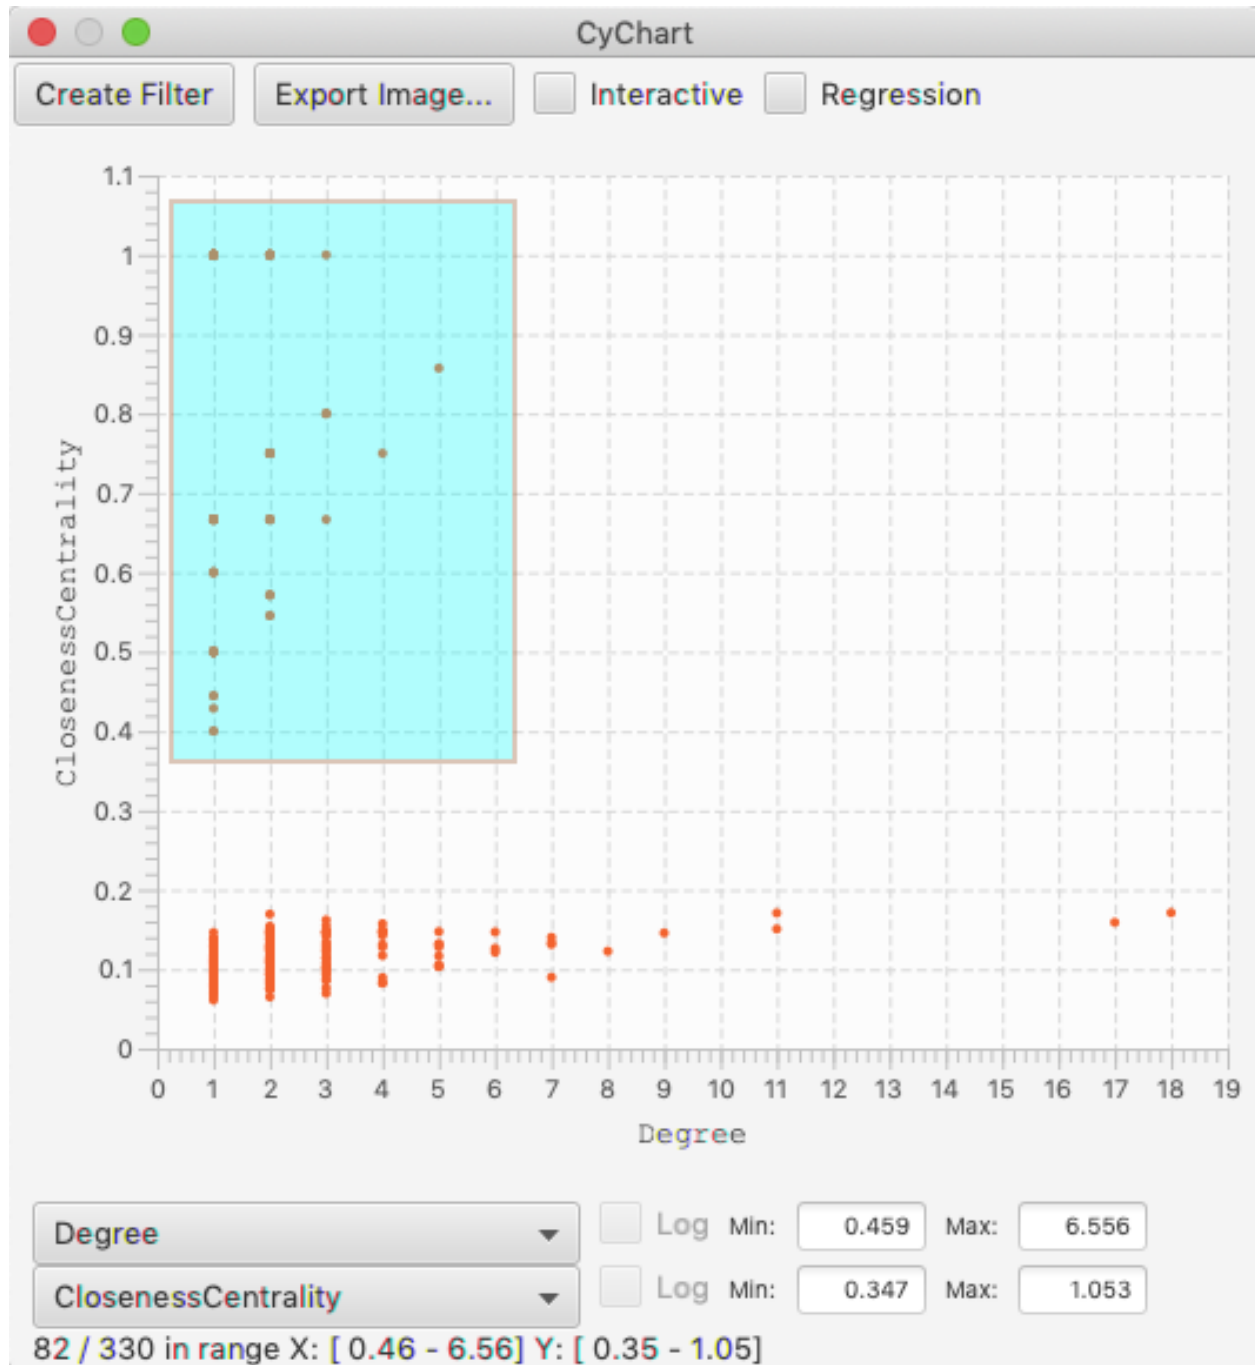 CyChart
Create Filter Export Image... Interactive Regression
1.1
1
0.9
0.8
0.7
0.6
0.5
0.4
0.3
0.2
0.1
0
ClosenessCentrality
0 1 2 3 4 5 6 7 8 9 10 11 12 13 14 15 16 17 18 19
Degree
Degree Log Min: 0.459 Max: 6.556
ClosenessCentrality Log Min: 0.347 Max: 1.053
82 / 330 in range X: [ 0.46 - 6.56] Y: [ 0.35 - 1.05]